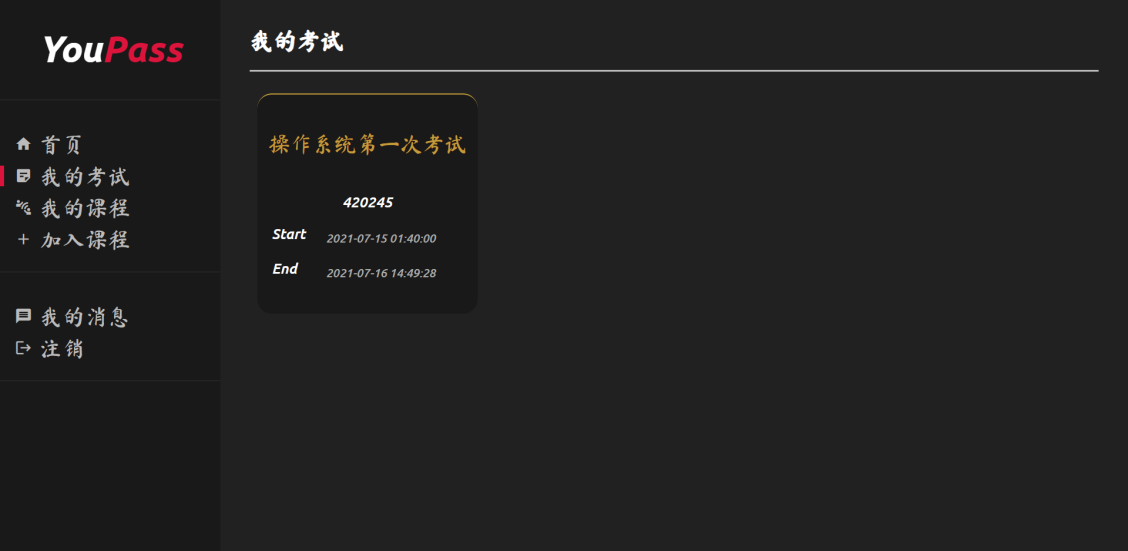 YouPass
首页
我的考试
我的课程
加入课程
我的消息
注销
我的考试
操作系统第一次考试
420245
Start 2021-07-15 01:40:00
End 2021-07-16 14:49:28